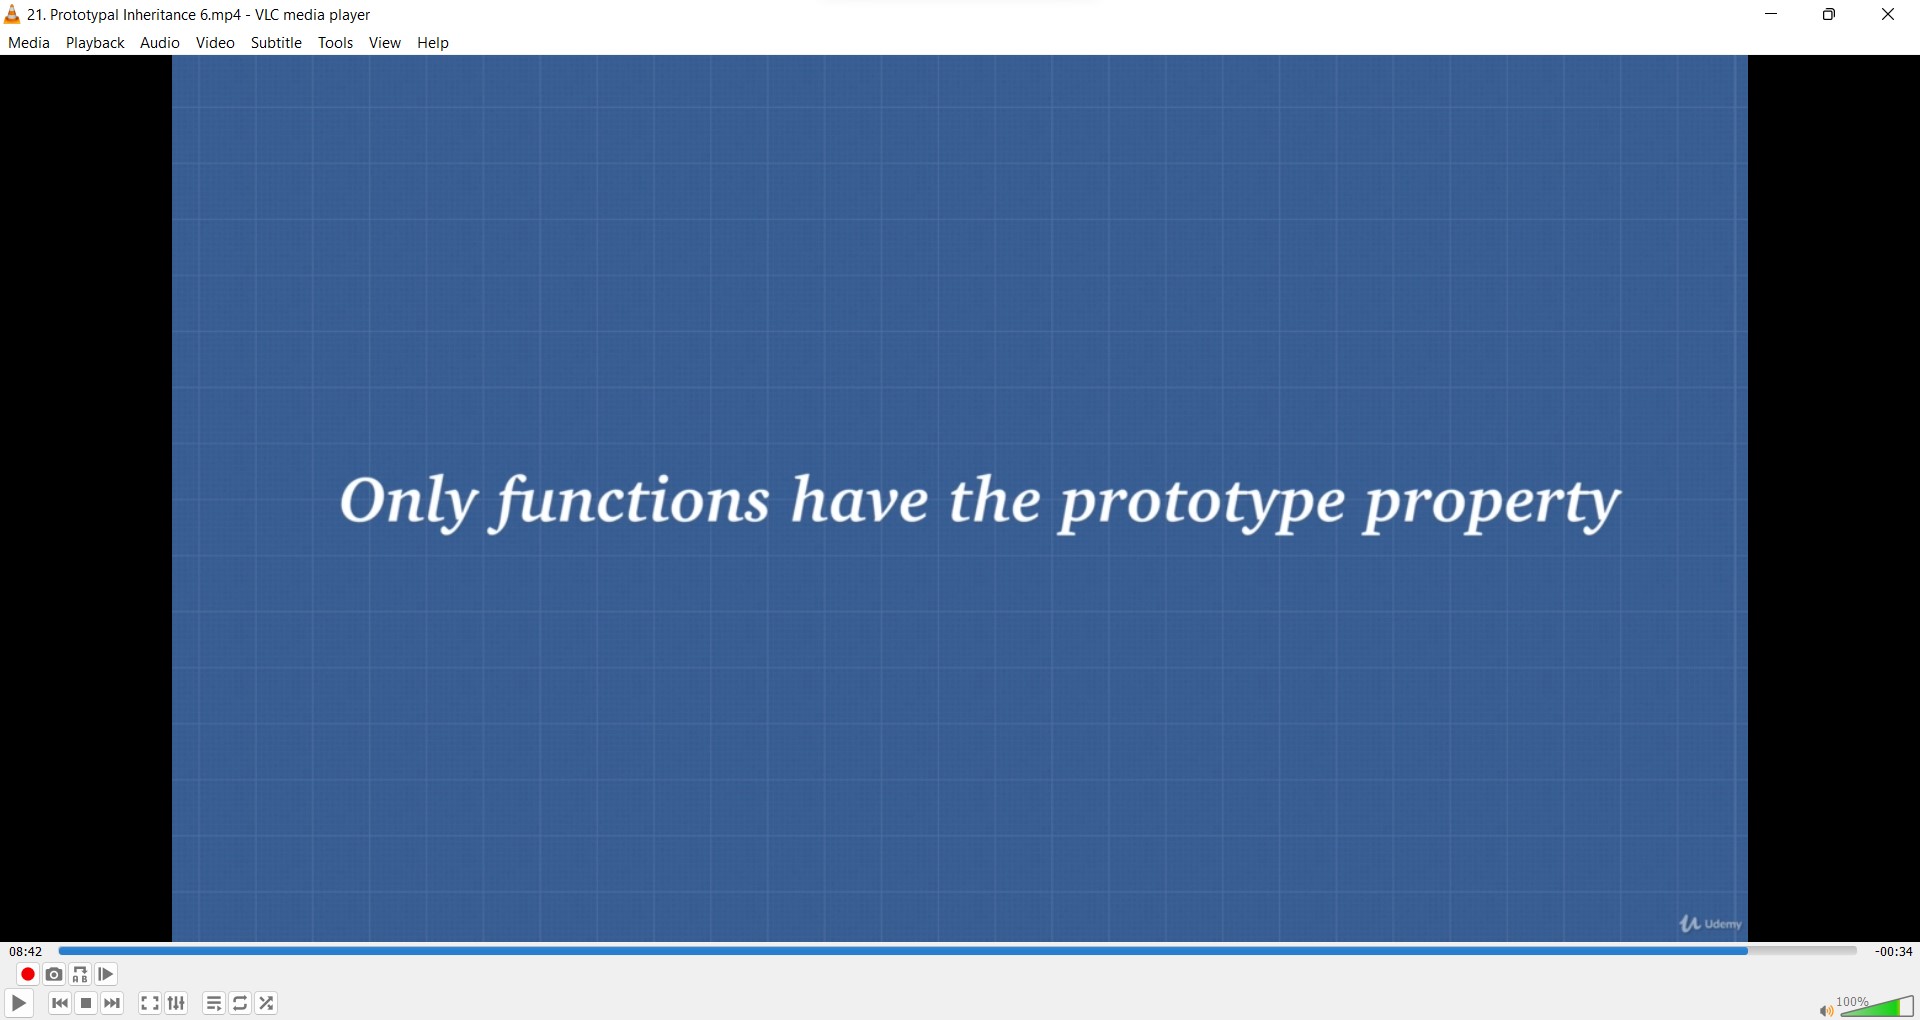 21. Prototypal Inheritance 6.mp4 - VLC media player
Media Playback Audio Video Subtitle Tools View Help
Only functions have the prototype property
Udemy
08:42 -00:34
A B
100%